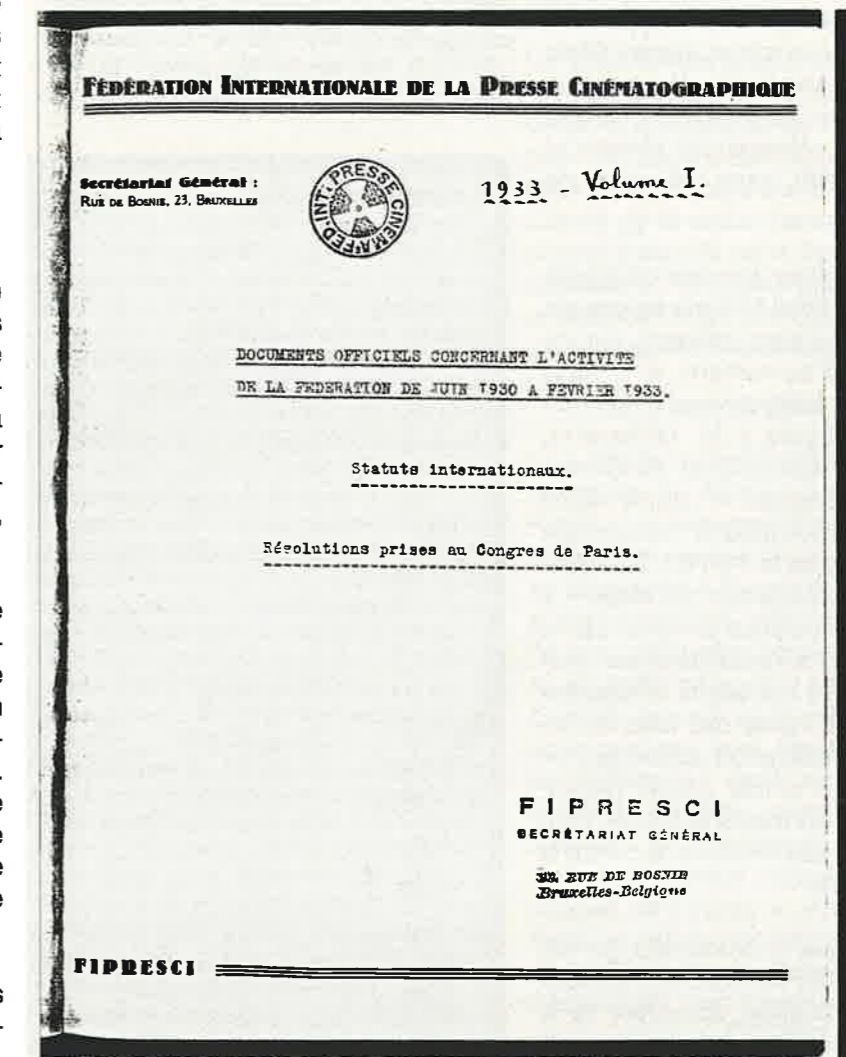 FÉDÉRATION INTERNATIONALE DE LA PRESSE CINÉMATOGRAPHIQUE
Secrétariat Général :
RUE DE BOSNIE, 23, BRUXELLES
FED. INT. PRESSE CINEMA
1933 - Volume I.
DOCUMENTS OFFICIELS CONCERNANT L'ACTIVITE
DE LA FEDERATION DE JUIN 1930 A FEVRIER 1933.
Statuts internationaux.
Résolutions prises au Congres de Paris.
FIPRESCI
SECRÉTARIAT GÉNÉRAL
RUE DE BOSNIE
Bruxelles-Belgique
FIPRESCI